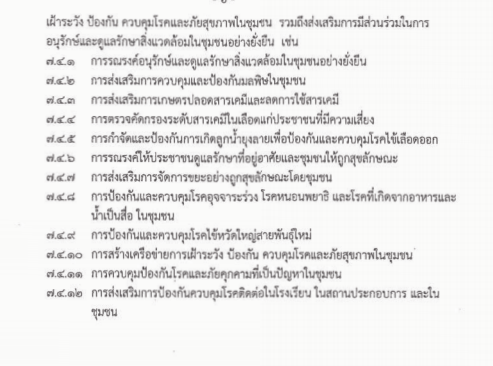 เฝ้าระวัง ป้องกัน ควบคุมโรคและภัยสุขภาพในชุมชน รวมถึงส่งเสริมการมีส่วนร่วมในการ
อนุรักษ์และดูแลรักษาสิ่งแวดล้อมในชุมชนอย่างยั่งยืน เช่น
๗.๔.๑ การรณรงค์อนุรักษ์และดูแลรักษาสิ่งแวดล้อมในชุมชนอย่างยั่งยืน
๗.๔.๒ การส่งเสริมการควบคุมและป้องกันมลพิษในชุมชน
๗.๔.๓ การส่งเสริมการเกษตรปลอดสารเคมีและลดการใช้สารเคมี
๗.๔.๔ การตรวจคัดกรองระดับสารเคมีในเลือดแก่ประชาชนที่มีความเสี่ยง
๗.๔.๕ การกำจัดและป้องกันการเกิดลูกน้ำยุงลายเพื่อป้องกันและควบคุมโรคไข้เลือดออก
๗.๔.๖ การรณรงค์ให้ประชาชนดูแลรักษาที่อยู่อาศัยและชุมชนให้ถูกสุขลักษณะ
๗.๔.๗ การส่งเสริมการจัดการขยะอย่างถูกสุขลักษณะโดยชุมชน
๗.๔.๘ การป้องกันและควบคุมโรคอุจจาระร่วง โรคหนอนพยาธิ และโรคที่เกิดจากอาหารและ
น้ำเป็นสื่อ ในชุมชน
๗.๔.๙ การป้องกันและควบคุมโรคไข้หวัดใหญ่สายพันธุ์ใหม่
๗.๔.๑๐ การสร้างเครือข่ายการเฝ้าระวัง ป้องกัน ควบคุมโรคและภัยสุขภาพในชุมชน
๗.๔.๑๑ การควบคุมป้องกันโรคและภัยคุกคามที่เป็นปัญหาในชุมชน
๗.๔.๑๒ การส่งเสริมการป้องกันควบคุมโรคติดต่อในโรงเรียน ในสถานประกอบการ และใน
ชุมชน